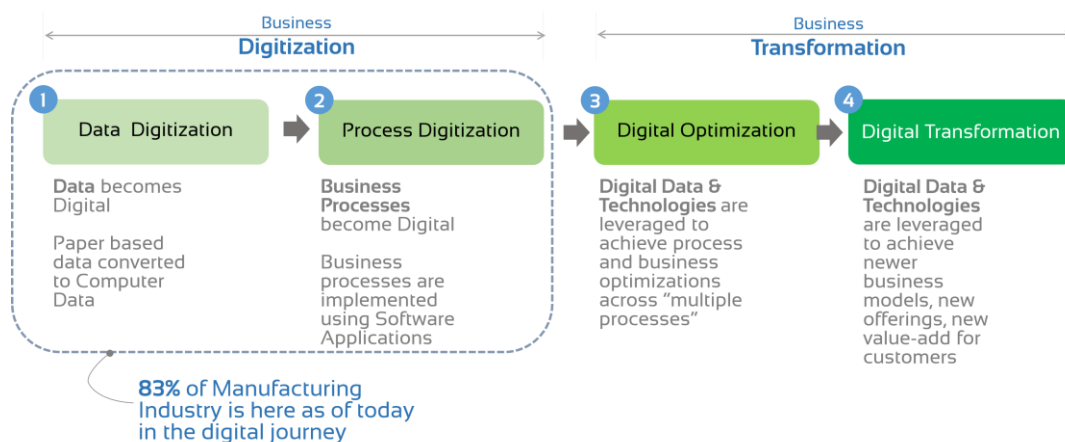 Business
Digitization
Business
Transformation
1
Data Digitization
2
Process Digitization
3
Digital Optimization
4
Digital Transformation
Data becomes
Digital
Paper based
data converted
to Computer
Data
Business
Processes
become Digital
Business
processes are
implemented
using Software
Applications
Digital Data &
Technologies are
leveraged to
achieve process
and business
optimizations
across “multiple
processes”
Digital Data &
Technologies
are leveraged
to achieve
newer
business
models, new
offerings, new
value-add for
customers
83% of Manufacturing
Industry is here as of today
in the digital journey